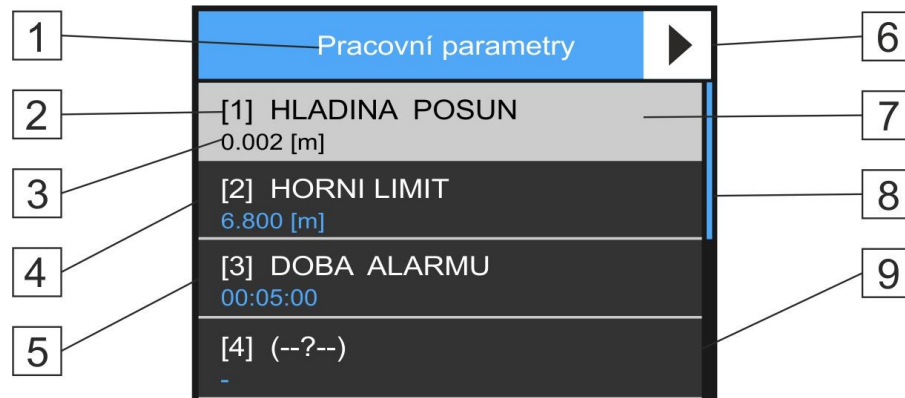 1
Pracovní parametry
6
2
[1] HLADINA POSUN
7
0.002 [m]
3
[2] HORNI LIMIT
8
6.800 [m]
4
[3] DOBA ALARMU
9
00:05:00
5
[4] (--?--)
-